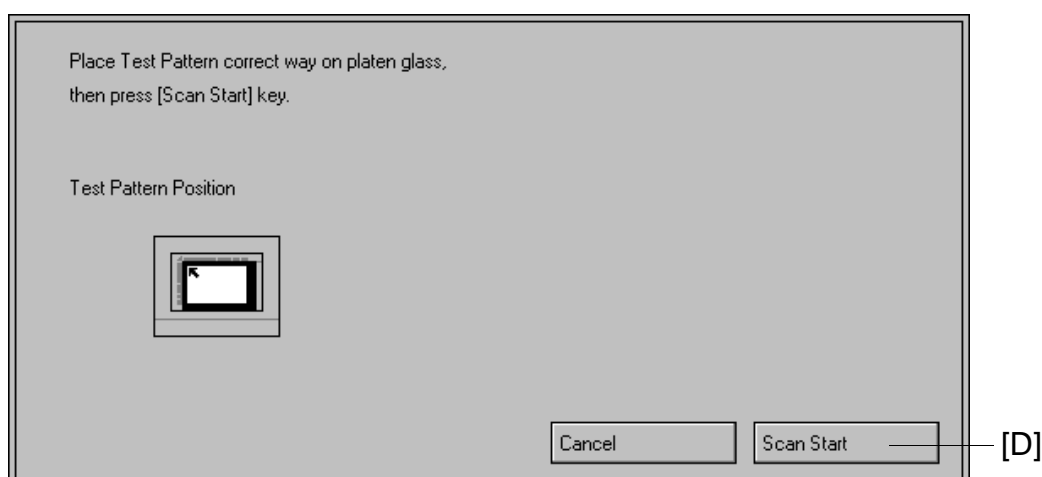 Place Test Pattern correct way on platen glass,
then press [Scan Start] key.
Test Pattern Position
Cancel
Scan Start
[D]